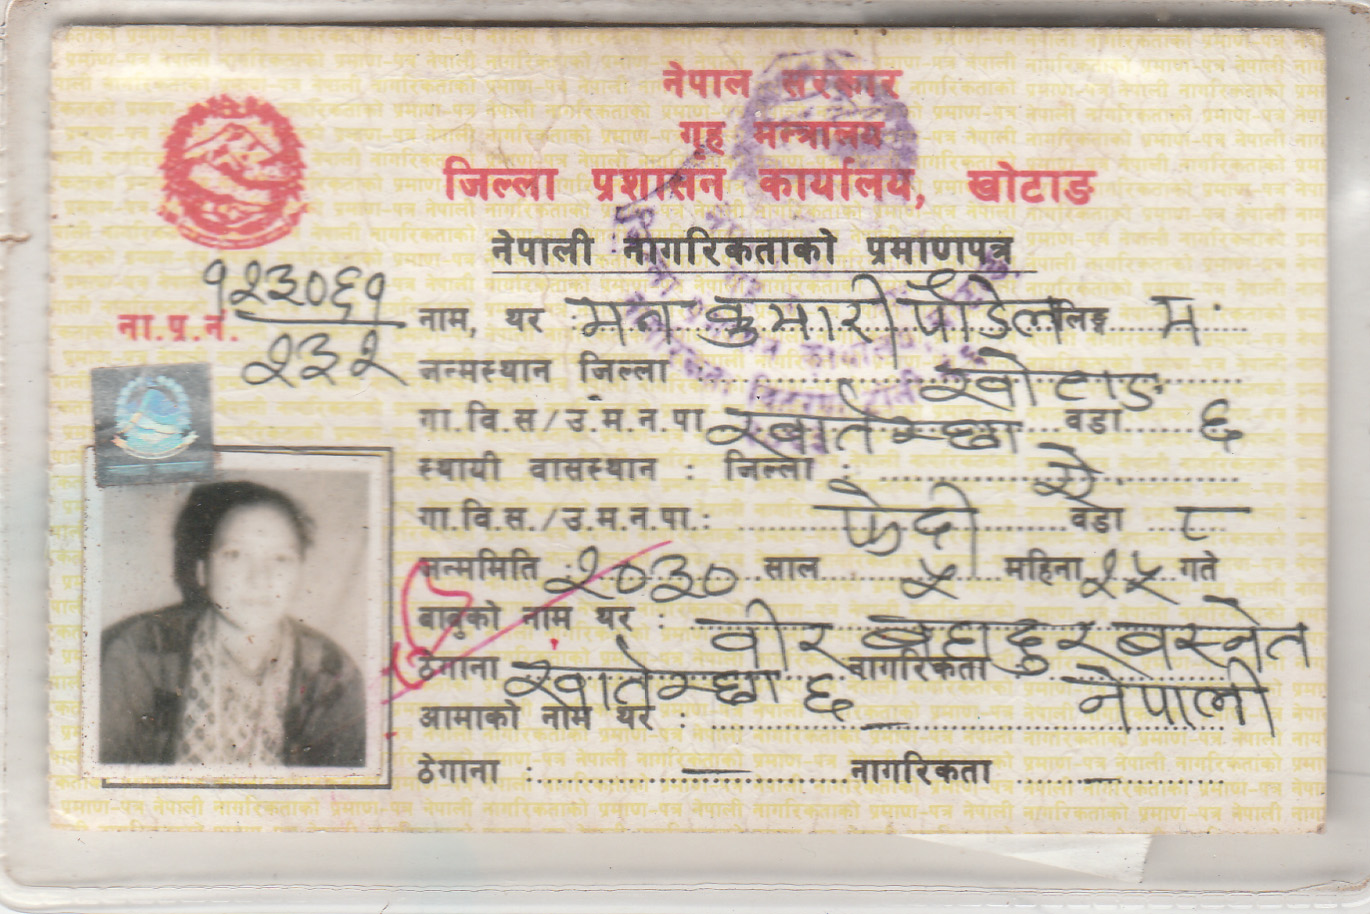 नेपाल सरकार
गृह मन्त्रालय
जिल्ला प्रशासन कार्यालय, खोटाङ
नेपाली नागरिकताको प्रमाणपत्र
ना.प्र.नं. १२३०६१/२३२
नाम, थर : मन कुमारी पौडेल लिङ्ग म.
जन्मस्थान जिल्ला खोटाङ
गा.वि.स/उ.म.न.पा खार्तम्छा वडा ६
स्थायी वासस्थान : जिल्ला : ऐ.
गा.वि.स./उ.म.न.पा.: फेदी वडा ८
जन्ममिति : २०३० साल ५ महिना २५ गते
बाबुको नाम थर : वीर बहादुर बस्नेत
ठेगाना खार्तम्छा ६ नागरिकता नेपाली
आमाको नाम थर : —
ठेगाना : — नागरिकता —